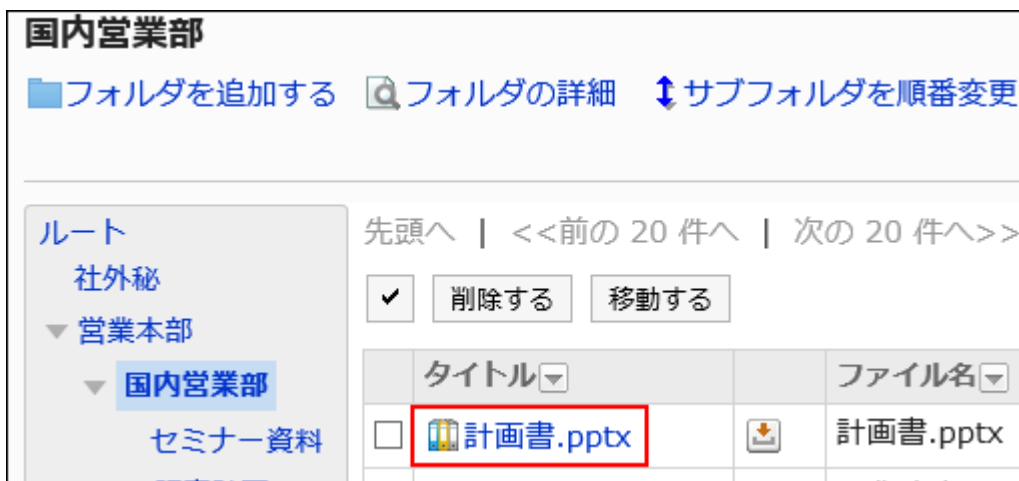 国内営業部
フォルダを追加する フォルダの詳細 サブフォルダを順番変更
ルート
社外秘
営業本部
国内営業部
セミナー資料
先頭へ | <<前の 20 件へ | 次の 20 件へ>>
削除する 移動する
タイトル ファイル名
計画書.pptx 計画書.pptx